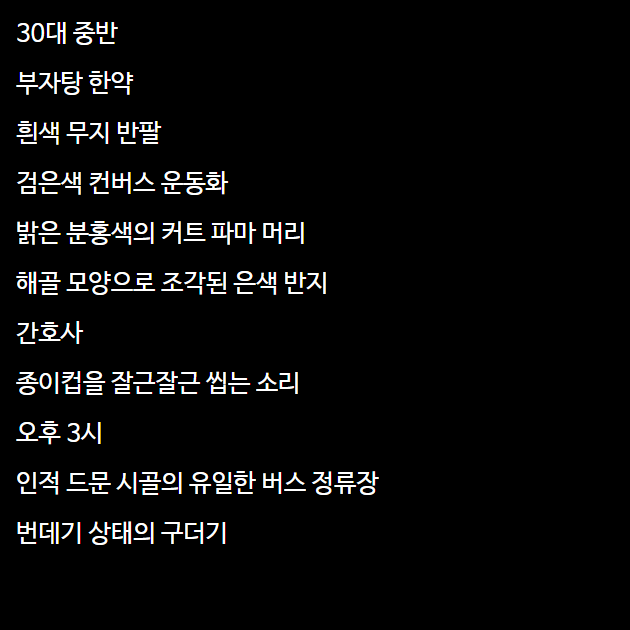 30대 중반
부자탕 한약
흰색 무지 반팔
검은색 컨버스 운동화
밝은 분홍색의 커트 파마 머리
해골 모양으로 조각된 은색 반지
간호사
종이컵을 잘근잘근 씹는 소리
오후 3시
인적 드문 시골의 유일한 버스 정류장
번데기 상태의 구더기